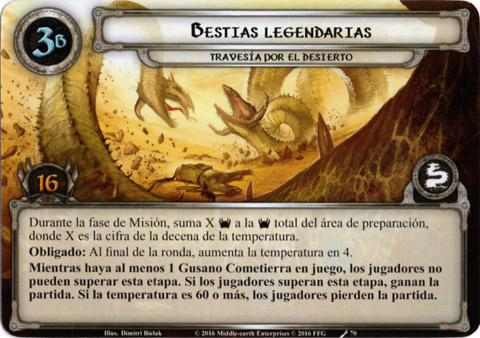 3B
BESTIAS LEGENDARIAS
TRAVESÍA POR EL DESIERTO
16
Durante la fase de Misión, suma X a la total del área de preparación,
donde X es la cifra de la decena de la temperatura.
Obligado: Al final de la ronda, aumenta la temperatura en 4.
Mientras haya al menos 1 Gusano Cometierra en juego, los jugadores no
pueden superar esta etapa. Si los jugadores superan esta etapa, ganan la
partida. Si la temperatura es 60 o más, los jugadores pierden la partida.
Illus. Dimitri Bielak © 2016 Middle-earth Enterprises © 2016 FFG 70